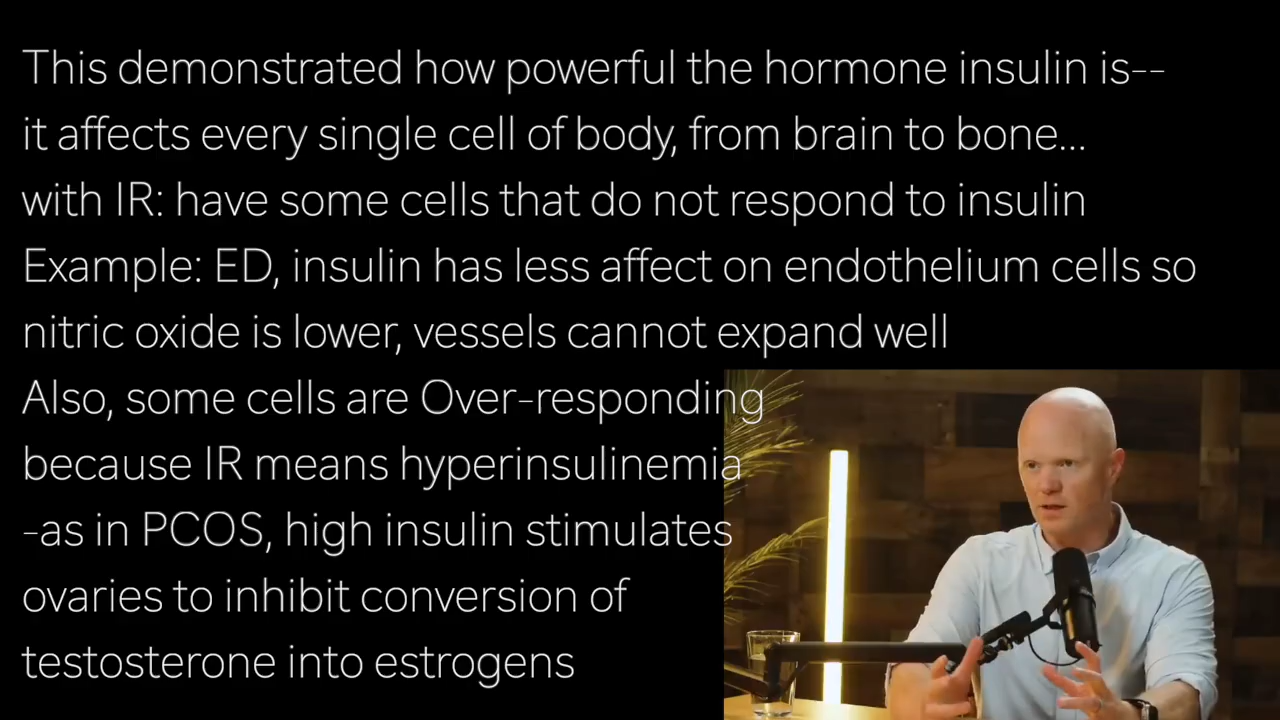 This demonstrated how powerful the hormone insulin is--
it affects every single cell of body, from brain to bone...
with IR: have some cells that do not respond to insulin
Example: ED, insulin has less affect on endothelium cells so
nitric oxide is lower, vessels cannot expand well
Also, some cells are Over-responding
because IR means hyperinsulinemia
-as in PCOS, high insulin stimulates
ovaries to inhibit conversion of
testosterone into estrogens